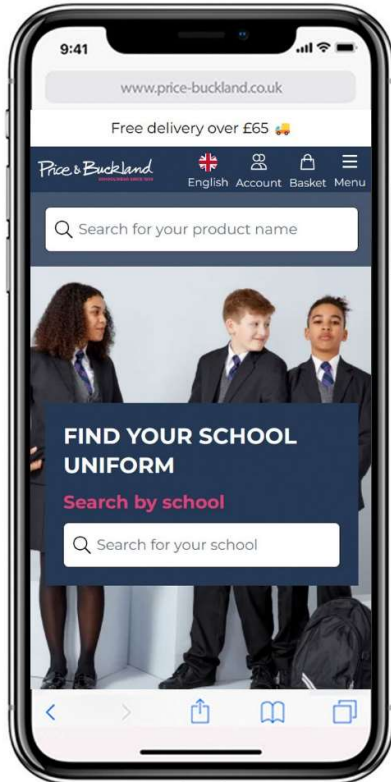 9:41
www.price-buckland.co.uk
Free delivery over £65
Price & Buckland
English Account Basket Menu
Search for your product name
FIND YOUR SCHOOL
UNIFORM
Search by school
Search for your school